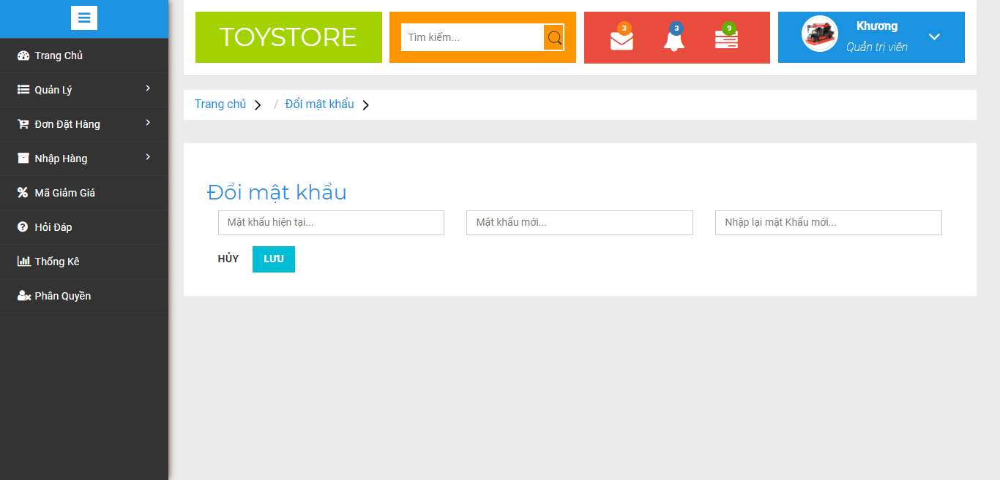 TOYSTORE
Tìm kiếm...
3
3
9
Khương
Quản trị viên
Trang Chủ
Quản Lý
Đơn Đặt Hàng
Nhập Hàng
Mã Giảm Giá
Hỏi Đáp
Thống Kê
Phân Quyền
Trang chủ / Đổi mật khẩu
Đổi mật khẩu
Mật khẩu hiện tại... Mật khẩu mới... Nhập lại mật Khẩu mới...
HỦY LƯU